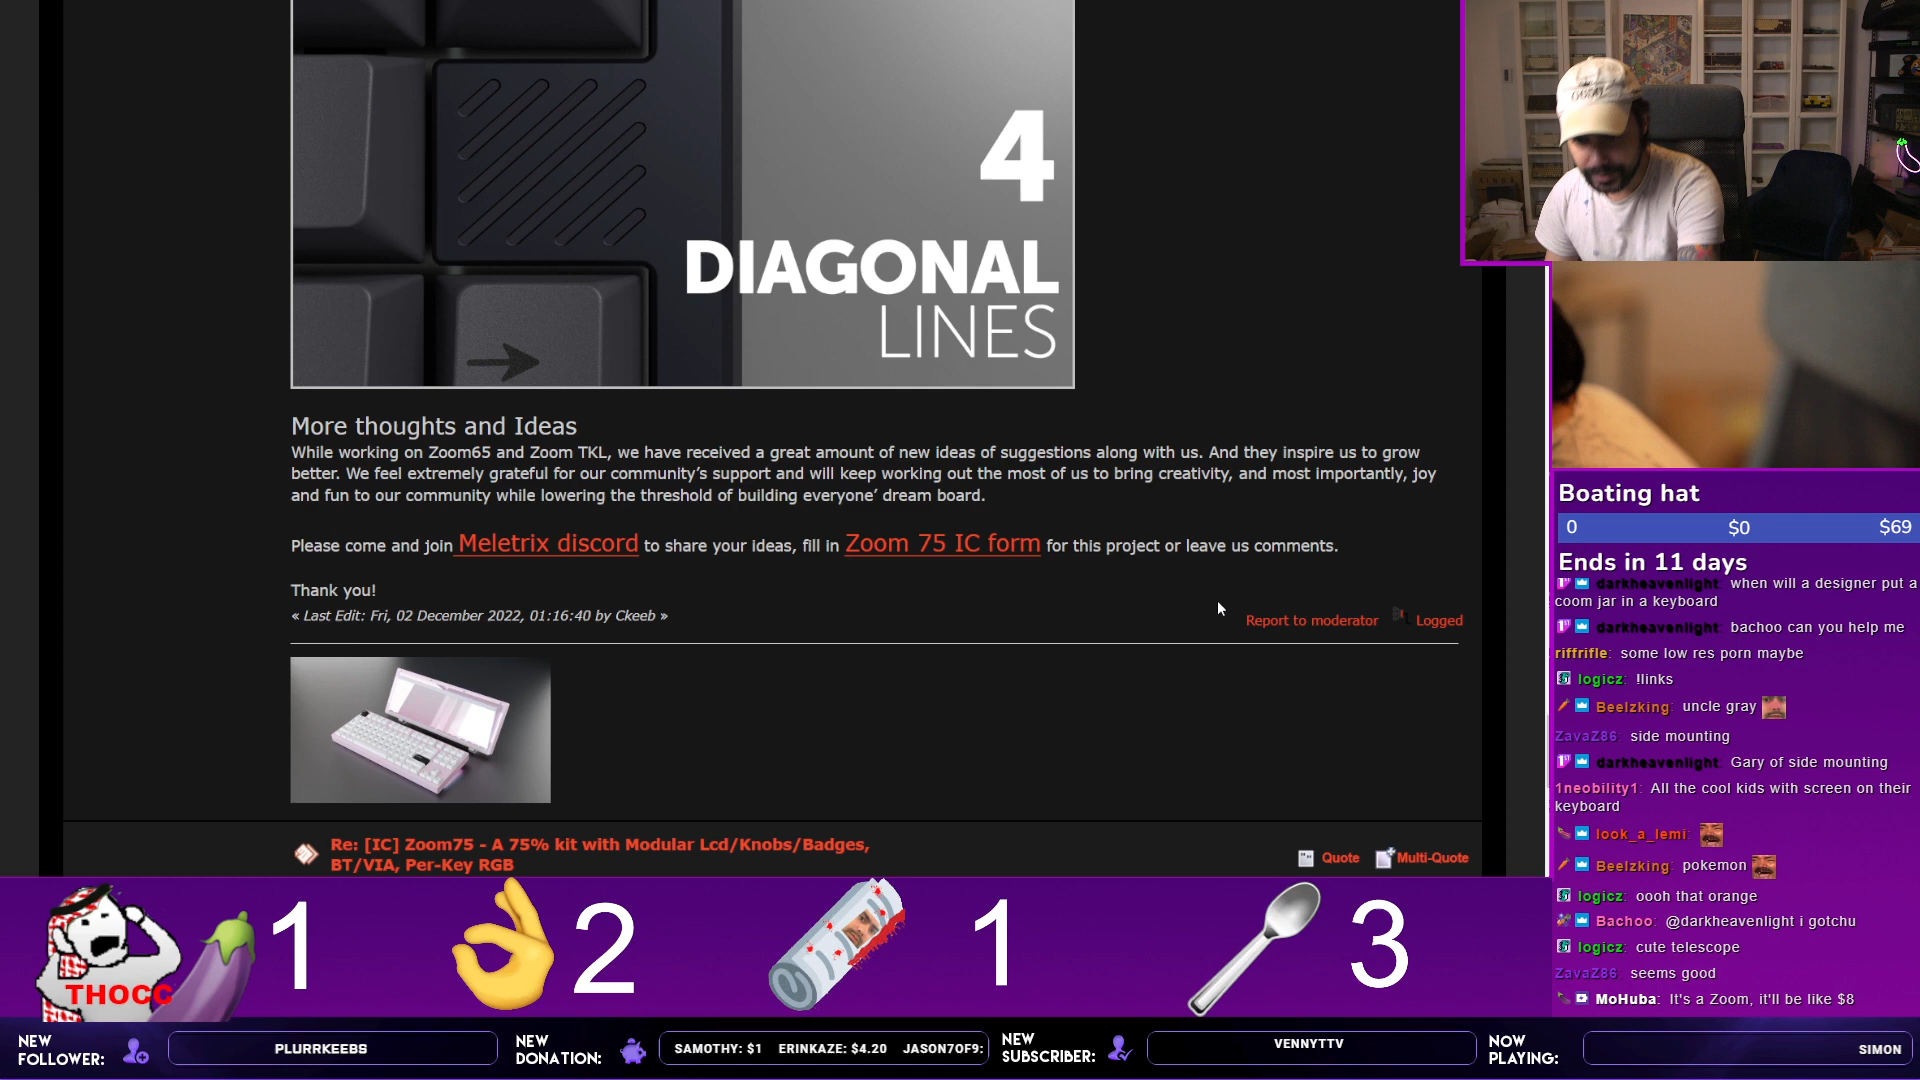 4
DIAGONAL
LINES
More thoughts and Ideas
While working on Zoom65 and Zoom TKL, we have received a great amount of new ideas of suggestions along with us. And they inspire us to grow
better. We feel extremely grateful for our community's support and will keep working out the most of us to bring creativity, and most importantly, joy
and fun to our community while lowering the threshold of building everyone' dream board.
Please come and join Meletrix discord to share your ideas, fill in Zoom 75 IC form for this project or leave us comments.
Thank you!
« Last Edit: Fri, 02 December 2022, 01:16:40 by Ckeeb »
Report to moderator
Logged
Re: [IC] Zoom75 - A 75% kit with Modular Lcd/Knobs/Badges,
BT/VIA, Per-Key RGB
Quote
Multi-Quote
Boating hat
0 $0 $69
Ends in 11 days
darkheavenlight: when will a designer put a
coom jar in a keyboard
darkheavenlight: bachoo can you help me
riffrifle: some low res porn maybe
logicz: !links
Beelzking: uncle gray
ZavaZ86: side mounting
darkheavenlight: Gary of side mounting
1neobility1: All the cool kids with screen on their
keyboard
look_a_lemi:
Beelzking: pokemon
logicz: oooh that orange
Bachoo: @darkheavenlight i gotchu
logicz: cute telescope
ZavaZ86: seems good
MoHuba: It's a Zoom, it'll be like $8
THOCC
1
2
1
3
NEW
FOLLOWER:
PLURRKEEBS
NEW
DONATION:
SAMOTHY: $1 ERINKAZE: $4.20 JASON7OF9:
NEW
SUBSCRIBER:
VENNYTTV
NOW
PLAYING:
SIMON